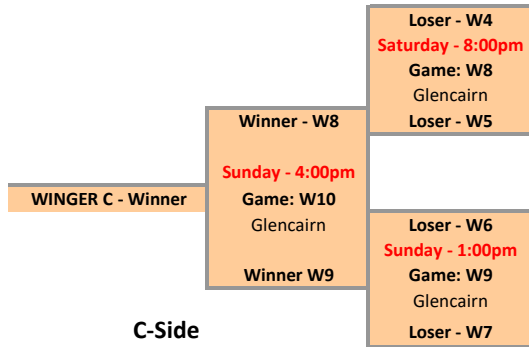 Loser - W4
Saturday - 8:00pm
Game: W8
Glencairn
Loser - W5
Winner - W8
Sunday - 4:00pm
Game: W10
Glencairn
Winner W9
WINGER C - Winner
Loser - W6
Sunday - 1:00pm
Game: W9
Glencairn
Loser - W7
C-Side